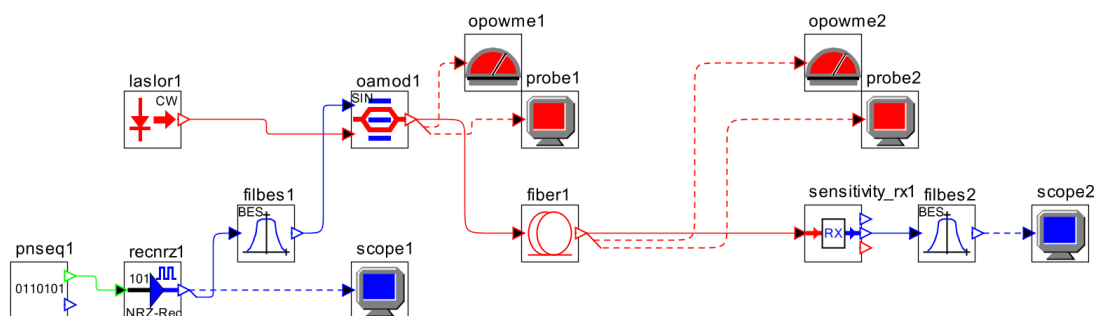 opowme1
opowme2
laslor1
CW
oamod1
SIN
probe1
probe2
filbes1
BES
fiber1
sensitivity_rx1
RX
filbes2
BES
scope2
pnseq1
0110101
recnrz1
101
NRZ-Rec
scope1